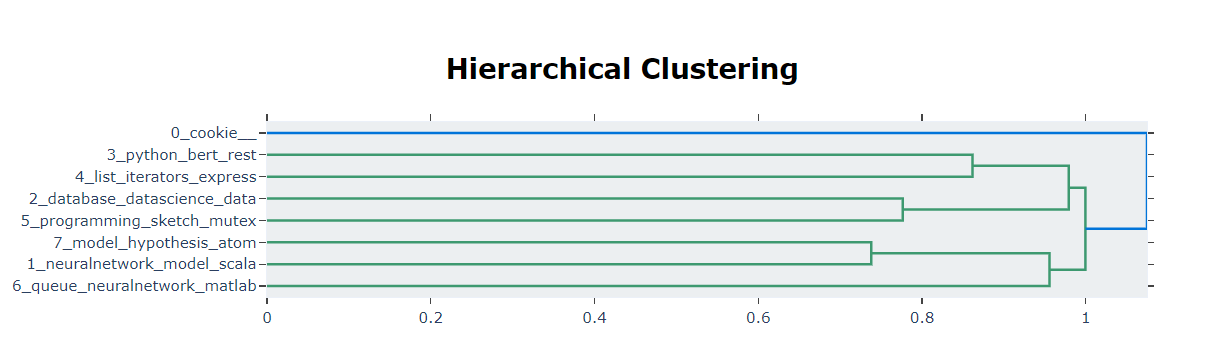 Hierarchical Clustering
0_cookie__
3_python_bert_rest
4_list_iterators_express
2_database_datascience_data
5_programming_sketch_mutex
7_model_hypothesis_atom
1_neuralnetwork_model_scala
6_queue_neuralnetwork_matlab
0 0.2 0.4 0.6 0.8 1